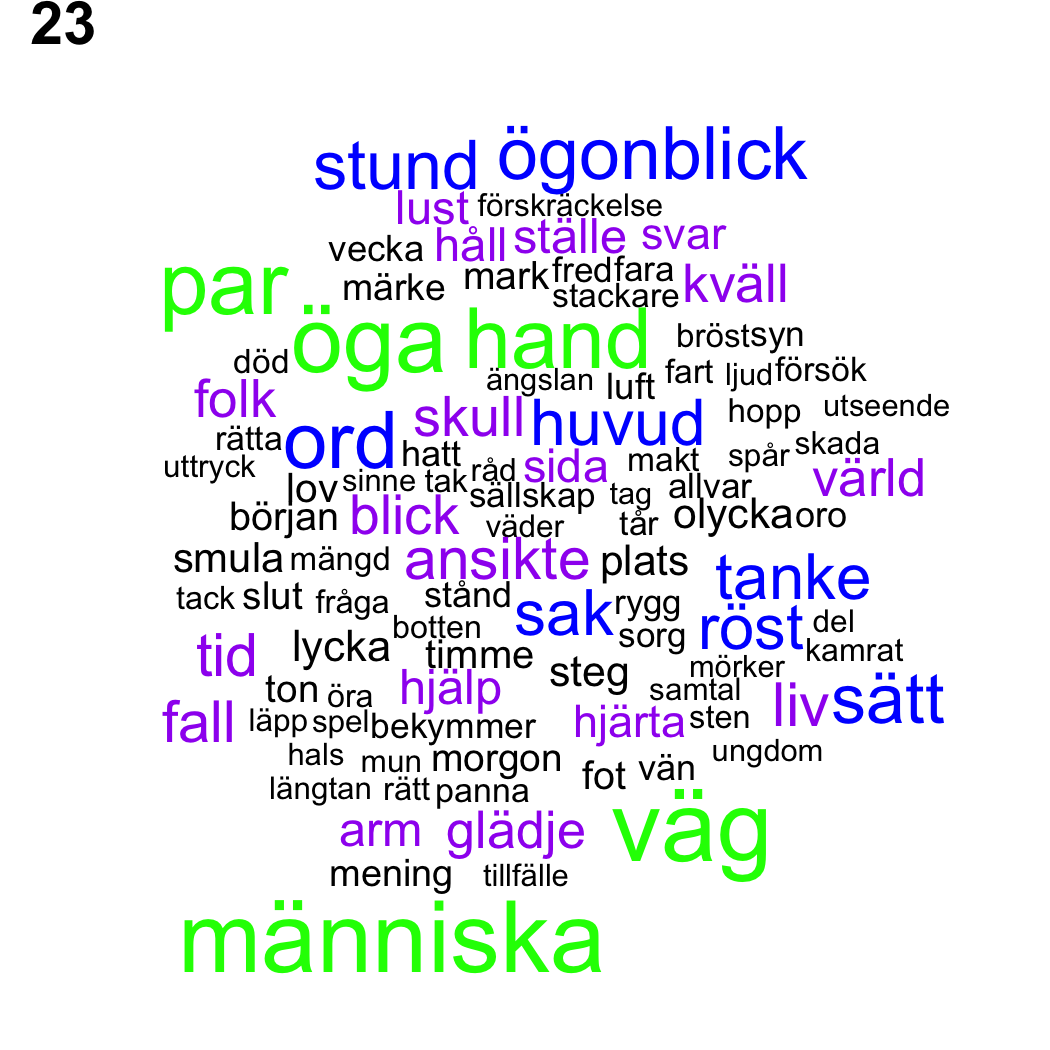 23
stund ögonblick
lust förskräckelse
vecka håll ställe svar
par märke mark fred fara kväll
stackare
öga hand bröst syn
död ängslan luft fart ljud försök
folk skull huvud hopp utseende
rätta ord hatt makt spår skada
uttryck sinne tak råd sida värld
lov sällskap tag allvar
början blick väder tår olycka oro
smula mängd ansikte plats tanke
tack slut fråga stånd sak rygg röst del
botten sorg kamrat
tid lycka timme steg mörker
ton öra hjälp samtal liv sätt
fall läpp spel bekymmer hjärta sten
hals mun morgon fot vän ungdom
längtan rätt panna
arm glädje väg
mening tillfälle
människa